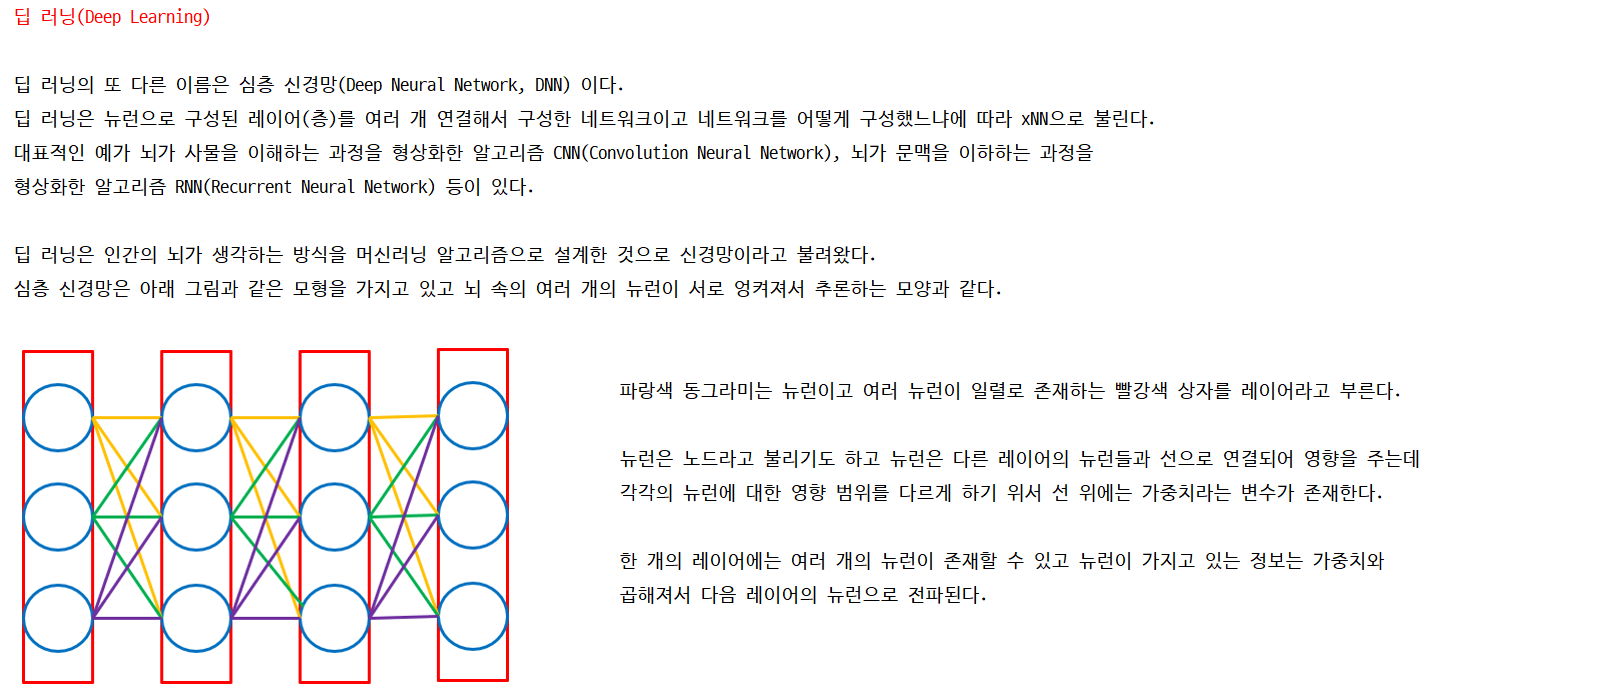 딥 러닝(Deep Learning)
딥 러닝의 또 다른 이름은 심층 신경망(Deep Neural Network, DNN) 이다.
딥 러닝은 뉴런으로 구성된 레이어(층)를 여러 개 연결해서 구성한 네트워크이고 네트워크를 어떻게 구성했느냐에 따라 xNN으로 불린다.
대표적인 예가 뇌가 사물을 이해하는 과정을 형상화한 알고리즘 CNN(Convolution Neural Network), 뇌가 문맥을 이하하는 과정을
형상화한 알고리즘 RNN(Recurrent Neural Network) 등이 있다.
딥 러닝은 인간의 뇌가 생각하는 방식을 머신러닝 알고리즘으로 설계한 것으로 신경망이라고 불려왔다.
심층 신경망은 아래 그림과 같은 모형을 가지고 있고 뇌 속의 여러 개의 뉴런이 서로 엉켜져서 추론하는 모양과 같다.
파랑색 동그라미는 뉴런이고 여러 뉴런이 일렬로 존재하는 빨강색 상자를 레이어라고 부른다.
뉴런은 노드라고 불리기도 하고 뉴런은 다른 레이어의 뉴런들과 선으로 연결되어 영향을 주는데
각각의 뉴런에 대한 영향 범위를 다르게 하기 위서 선 위에는 가중치라는 변수가 존재한다.
한 개의 레이어에는 여러 개의 뉴런이 존재할 수 있고 뉴런이 가지고 있는 정보는 가중치와
곱해져서 다음 레이어의 뉴런으로 전파된다.